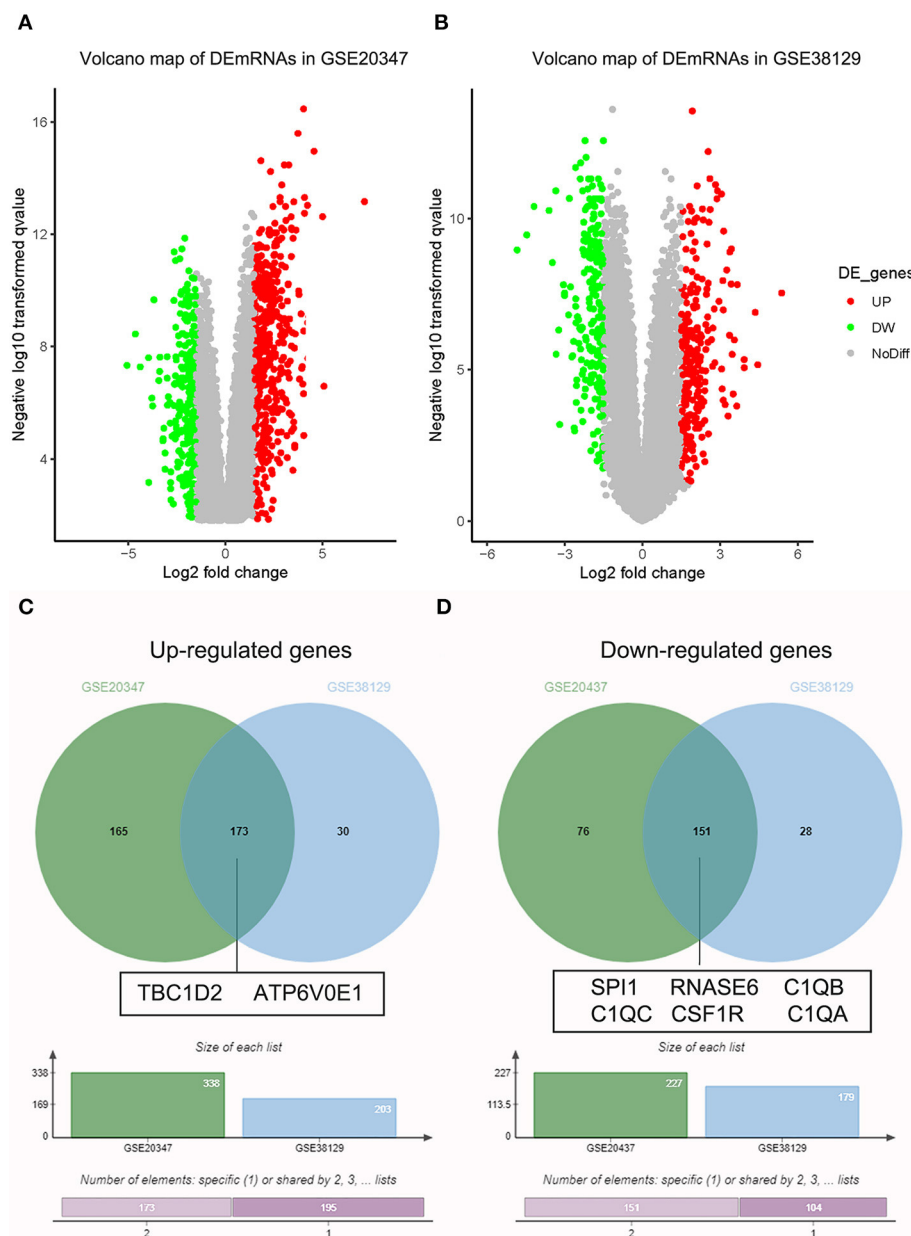 A
Volcano map of DEmRNAs in GSE20347
Negative log10 transformed qvalue
16
12
8
4
−5
0
5
Log2 fold change
B
Volcano map of DEmRNAs in GSE38129
Negative log10 transformed qvalue
10
5
0
−6
−3
0
3
6
Log2 fold change
DE_genes
UP
DW
NoDiff
C
Up-regulated genes
GSE20347
GSE38129
165
173
30
TBC1D2 ATP6V0E1
Size of each list
338
169
0
338
203
GSE20347
GSE38129
Number of elements: specific (1) or shared by 2, 3, ... lists
173
195
2
1
D
Down-regulated genes
GSE20437
GSE38129
76
151
28
SPI1 RNASE6 C1QB
C1QC CSF1R C1QA
Size of each list
227
113.5
0
227
179
GSE20437
GSE38129
Number of elements: specific (1) or shared by 2, 3, ... lists
151
104
2
1